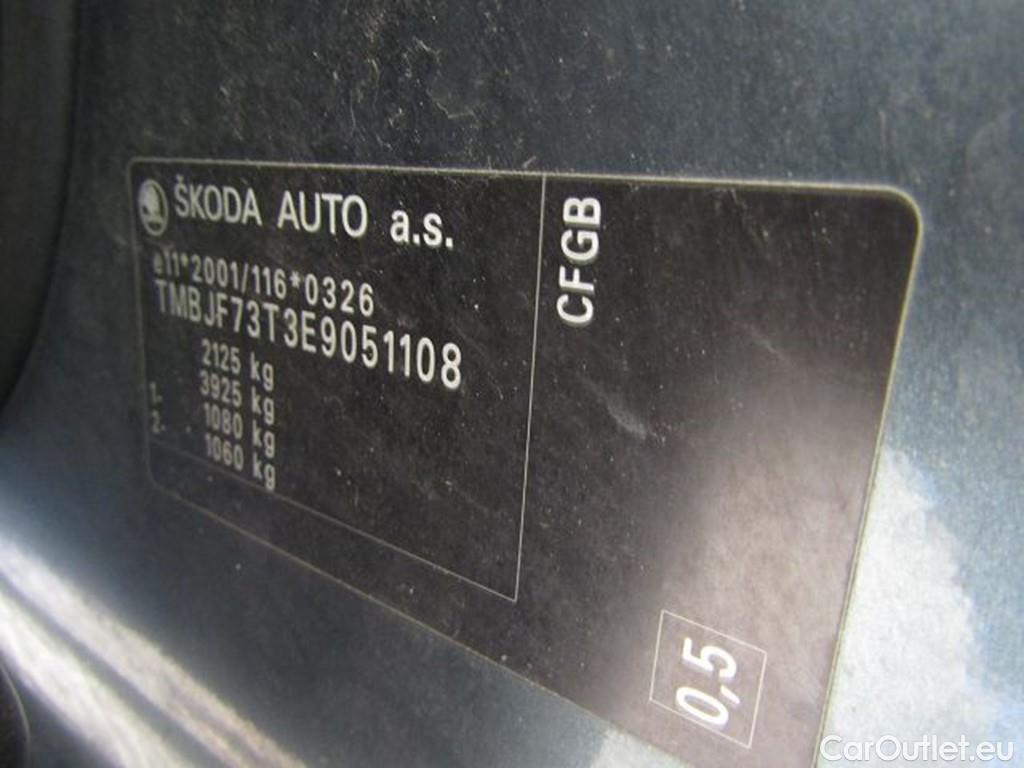 ŠKODA AUTO a.s.
e11*2001/116*0326
TMBJF73T3E9051108
2125 kg
3925 kg
1- 1080 kg
2- 1060 kg
CFGB
0,5
CarOutlet.eu